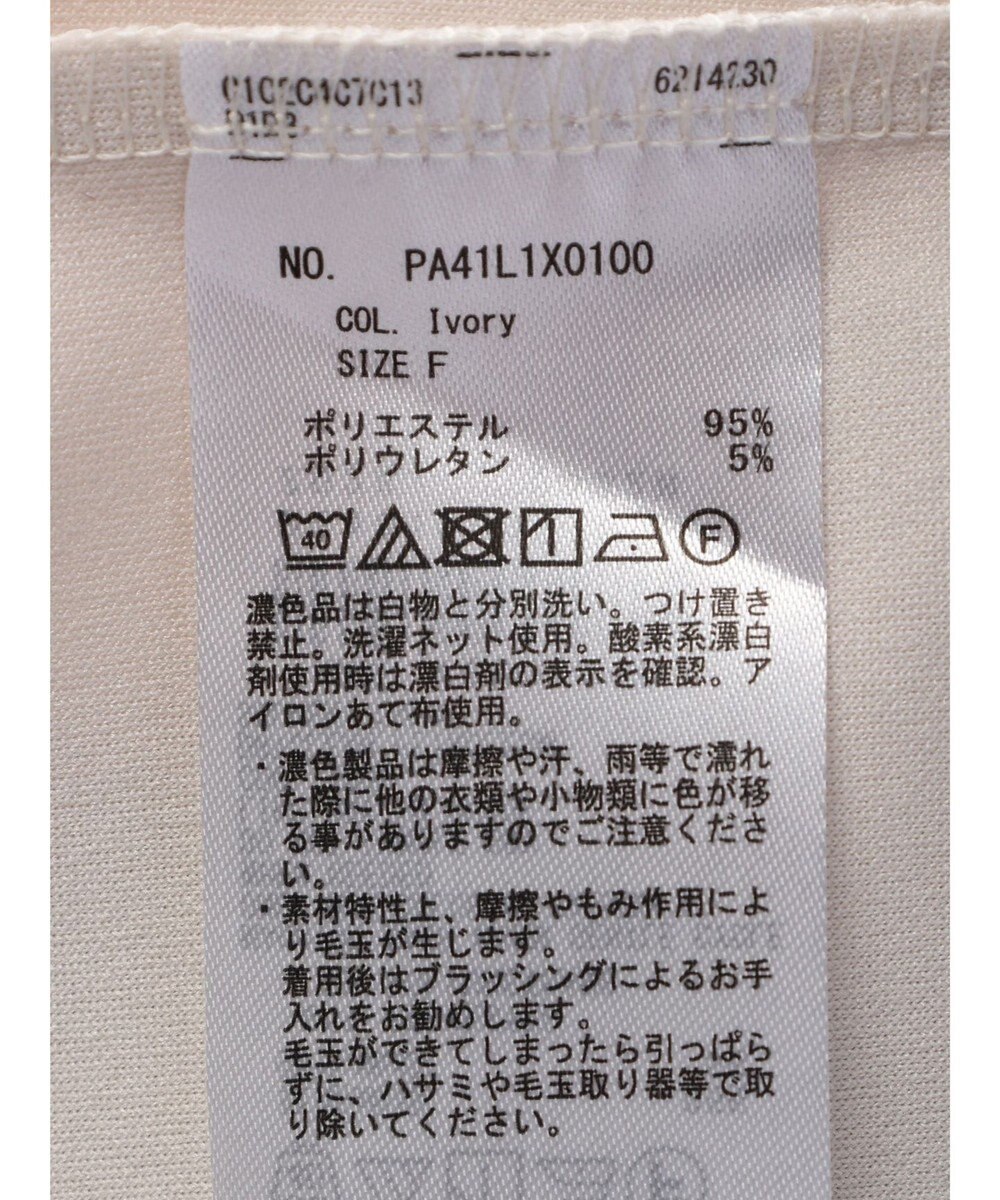 NO. PA41L1X0100
COL. Ivory
SIZE F
ポリエステル 95%
ポリウレタン 5%
40 F
濃色品は白物と分別洗い。つけ置き
禁止。洗濯ネット使用。酸素系漂白
剤使用時は漂白剤の表示を確認。ア
イロンあて布使用。
・濃色製品は摩擦や汗、雨等で濡れ
た際に他の衣類や小物類に色が移
る事がありますのでご注意くださ
い。
・素材特性上、摩擦やもみ作用によ
り毛玉が生じます。
着用後はブラッシングによるお手
入れをお勧めします。
毛玉ができてしまったら引っぱら
ずに、ハサミや毛玉取り器等で取
り除いてください。